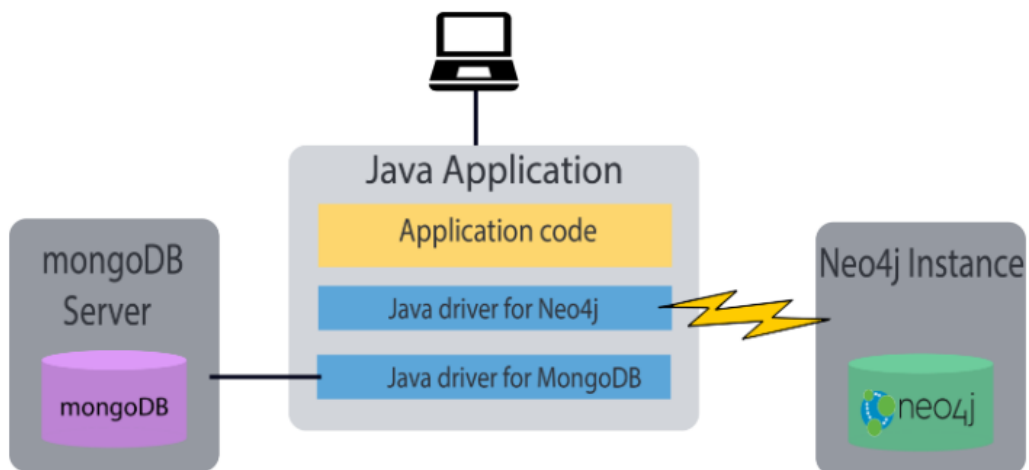 Java Application
Application code
Java driver for Neo4j
Java driver for MongoDB
mongoDB
Server
mongoDB
Neo4j Instance
neo4j